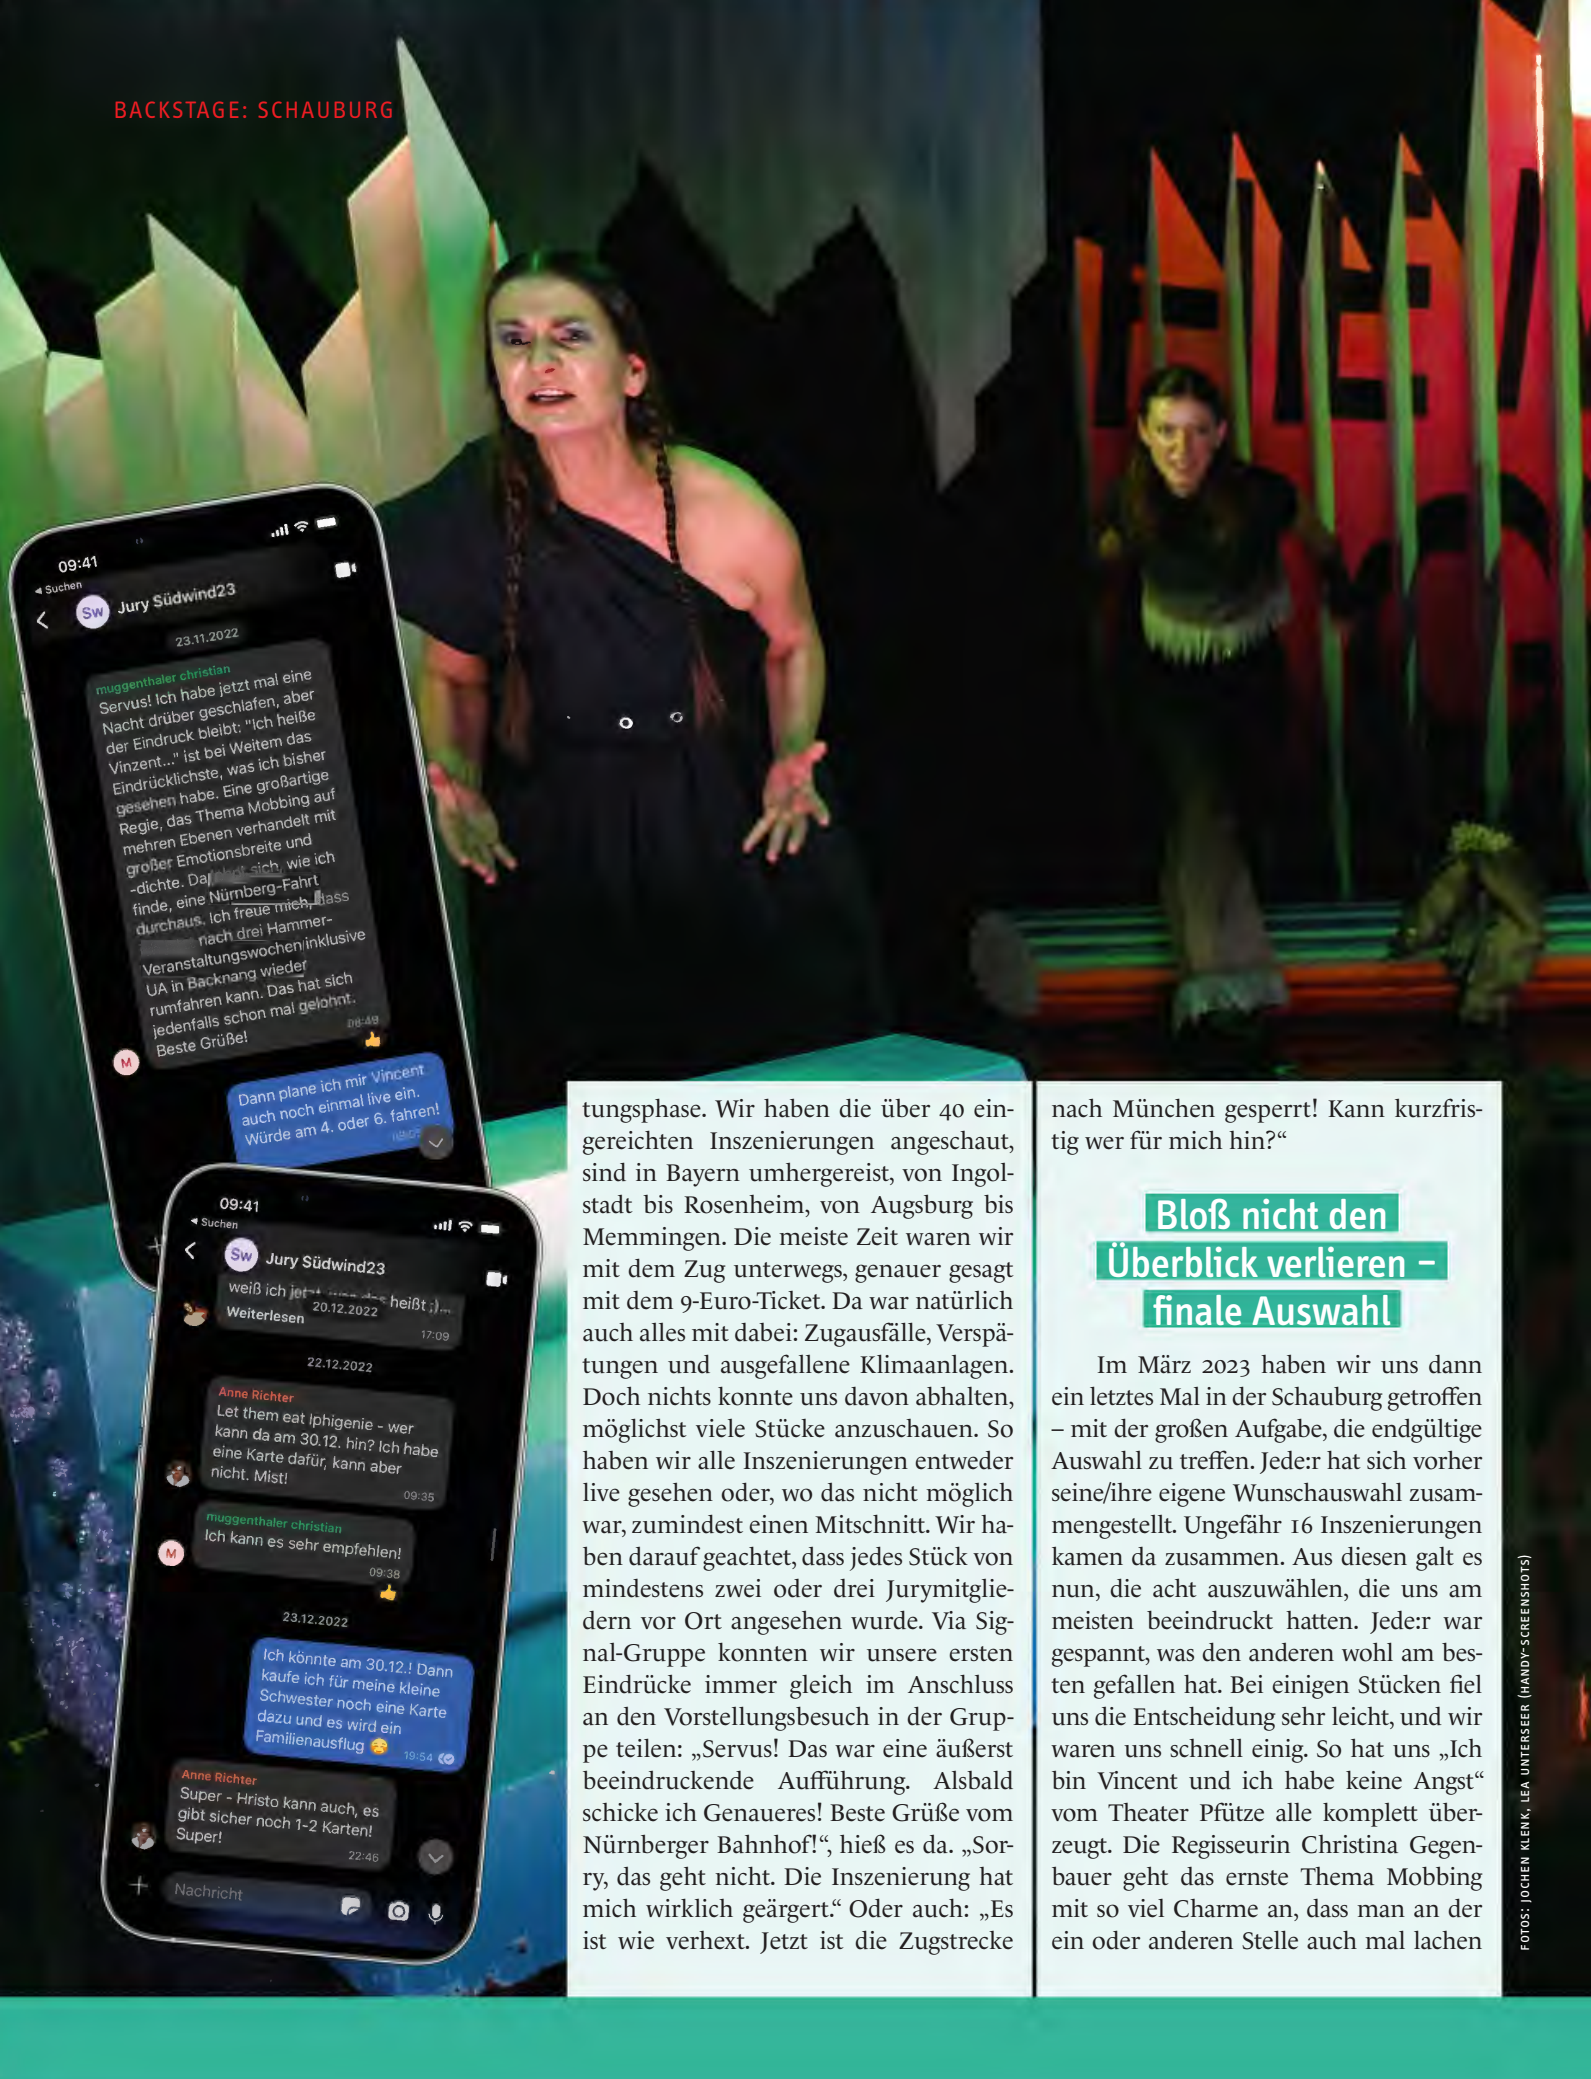 BACKSTAGE: SCHAUBURG
09:41
Suchen
Sw Jury Südwind23
23.11.2022
muggenthaler christian
Servus! Ich habe jetzt mal eine
Nacht drüber geschlafen, aber
der Eindruck bleibt: "Ich heiße
Vinzent..." ist bei Weitem das
Eindrücklichste, was ich bisher
gesehen habe. Eine großartige
Regie, das Thema Mobbing auf
mehren Ebenen verhandelt mit
großer Emotionsbreite und
-dichte. Da sich, wie ich
finde, eine Nürnberg-Fahrt
durchaus. Ich freue mich, dass
nach drei Hammer-
Veranstaltungswochen inklusive
UA in Backnang wieder
rumfahren kann. Das hat sich
jedenfalls schon mal gelohnt.
Beste Grüße!
08:49
M
Dann plane ich mir Vincent
auch noch einmal live ein.
Würde am 4. oder 6. fahren!
09:41
Suchen
Sw Jury Südwind23
weiß ich heißt ;)...
20.12.2022
Weiterlesen
17:09
22.12.2022
Anne Richter
Let them eat Iphigenie - wer
kann da am 30.12. hin? Ich habe
eine Karte dafür, kann aber
nicht. Mist!
09:35
muggenthaler christian
Ich kann es sehr empfehlen!
09:38
M
23.12.2022
Ich könnte am 30.12.! Dann
kaufe ich für meine kleine
Schwester noch eine Karte
dazu und es wird ein
Familienausflug
19:54
Anne Richter
Super - Hristo kann auch, es
gibt sicher noch 1-2 Karten!
Super!
22:46
Nachricht
tungsphase. Wir haben die über 40 ein-
gereichten Inszenierungen angeschaut,
sind in Bayern umhergereist, von Ingol-
stadt bis Rosenheim, von Augsburg bis
Memmingen. Die meiste Zeit waren wir
mit dem Zug unterwegs, genauer gesagt
mit dem 9-Euro-Ticket. Da war natürlich
auch alles mit dabei: Zugausfälle, Verspä-
tungen und ausgefallene Klimaanlagen.
Doch nichts konnte uns davon abhalten,
möglichst viele Stücke anzuschauen. So
haben wir alle Inszenierungen entweder
live gesehen oder, wo das nicht möglich
war, zumindest einen Mitschnitt. Wir ha-
ben darauf geachtet, dass jedes Stück von
mindestens zwei oder drei Jurymitglie-
dern vor Ort angesehen wurde. Via Sig-
nal-Gruppe konnten wir unsere ersten
Eindrücke immer gleich im Anschluss
an den Vorstellungsbesuch in der Grup-
pe teilen: „Servus! Das war eine äußerst
beeindruckende Aufführung. Alsbald
schicke ich Genaueres! Beste Grüße vom
Nürnberger Bahnhof!“, hieß es da. „Sor-
ry, das geht nicht. Die Inszenierung hat
mich wirklich geärgert.“ Oder auch: „Es
ist wie verhext. Jetzt ist die Zugstrecke
nach München gesperrt! Kann kurzfris-
tig wer für mich hin?“
Bloß nicht den
Überblick verlieren –
finale Auswahl
Im März 2023 haben wir uns dann
ein letztes Mal in der Schauburg getroffen
– mit der großen Aufgabe, die endgültige
Auswahl zu treffen. Jede:r hat sich vorher
seine/ihre eigene Wunschauswahl zusam-
mengestellt. Ungefähr 16 Inszenierungen
kamen da zusammen. Aus diesen galt es
nun, die acht auszuwählen, die uns am
meisten beeindruckt hatten. Jede:r war
gespannt, was den anderen wohl am bes-
ten gefallen hat. Bei einigen Stücken fiel
uns die Entscheidung sehr leicht, und wir
waren uns schnell einig. So hat uns „Ich
bin Vincent und ich habe keine Angst“
vom Theater Pfütze alle komplett über-
zeugt. Die Regisseurin Christina Gegen-
bauer geht das ernste Thema Mobbing
mit so viel Charme an, dass man an der
ein oder anderen Stelle auch mal lachen
FOTOS: JOCHEN KLENK, LEA UNTERSEER (HANDY-SCREENSHOTS)